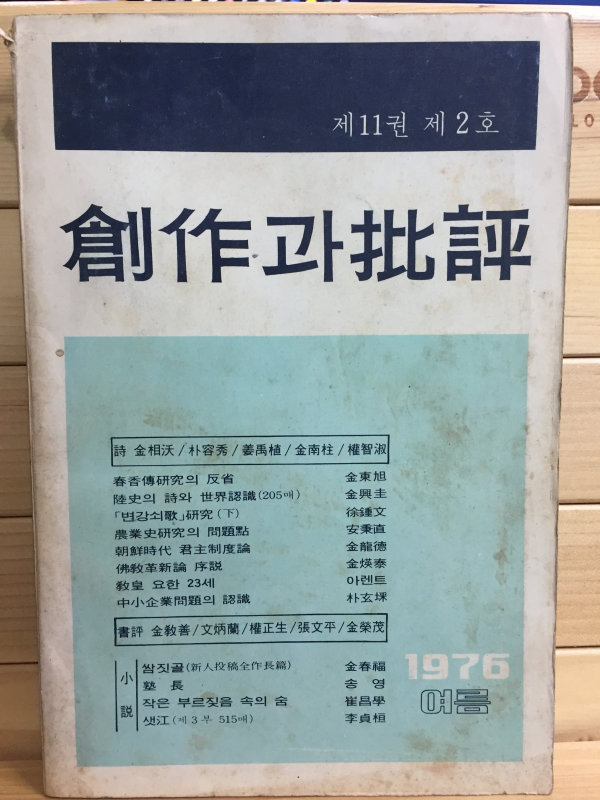 제11권 제2호
創作과批評
詩 金相沃/朴容秀/姜禹植/金南柱/權智淑
春香傳硏究의 反省 金東旭
陸史의 詩와 世界認識(205매) 金興圭
「변강쇠歌」硏究(下) 徐鍾文
農業史硏究의 問題點 安秉直
朝鮮時代 君主制度論 金龍德
佛敎革新論 序說 金煐泰
敎皇 요한 23세 아렌트
中小企業問題의 認識 朴玄埰
書評 金敎善/文炳蘭/權正生/張文平/金榮茂
小説
쌈짓골(新人投稿全作長篇) 金春福
塾長 송영
작은 부르짖음 속의 숨 崔昌學
샛江(제3부 515매) 李貞桓
1976
여름